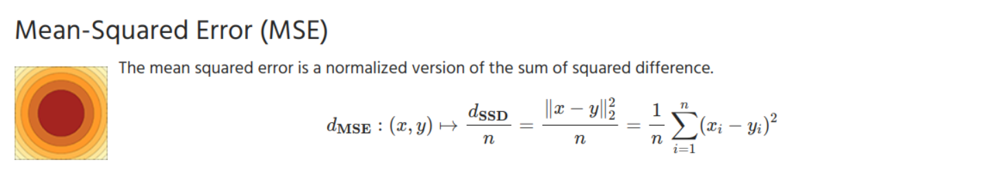 Mean-Squared Error (MSE)
The mean squared error is a normalized version of the sum of squared difference.
d_MSE : (x, y) ↦ d_SSD / n = ‖x − y‖₂² / n = 1/n ∑_{i=1}^{n} (x_i − y_i)²